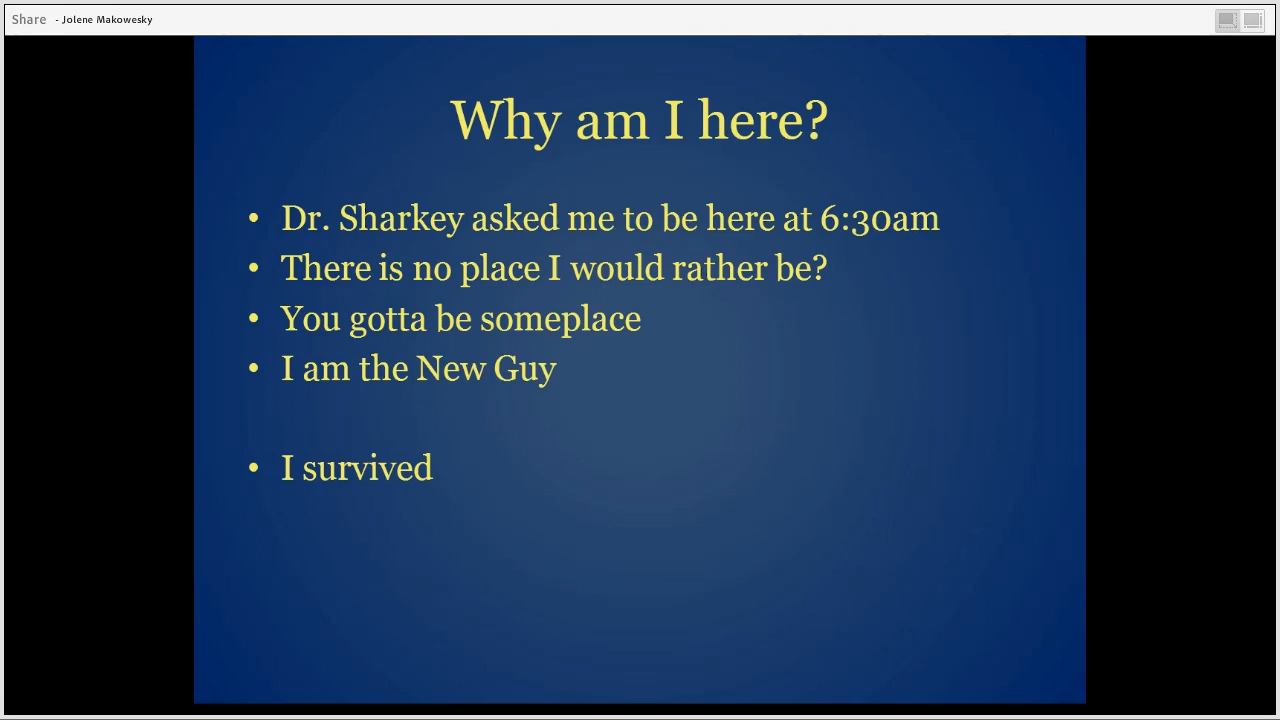 Share - Jolene Makowesky
Why am I here?
• Dr. Sharkey asked me to be here at 6:30am
• There is no place I would rather be?
• You gotta be someplace
• I am the New Guy
• I survived